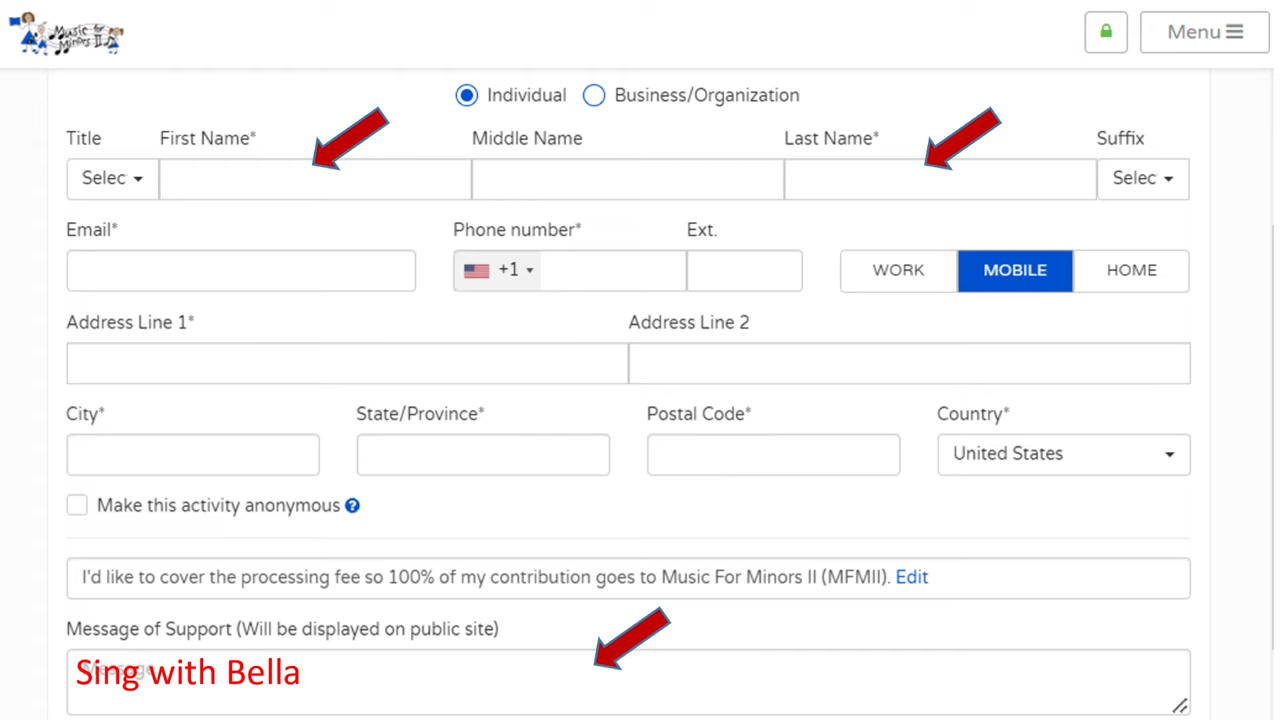 Music for
Minors II
Menu
Individual Business/Organization
Title First Name* Middle Name Last Name* Suffix
Selec Selec
Email* Phone number* Ext.
+1 WORK MOBILE HOME
Address Line 1* Address Line 2
City* State/Province* Postal Code* Country*
United States
Make this activity anonymous ?
I'd like to cover the processing fee so 100% of my contribution goes to Music For Minors II (MFMII). Edit
Message of Support (Will be displayed on public site)
Message
Sing with Bella